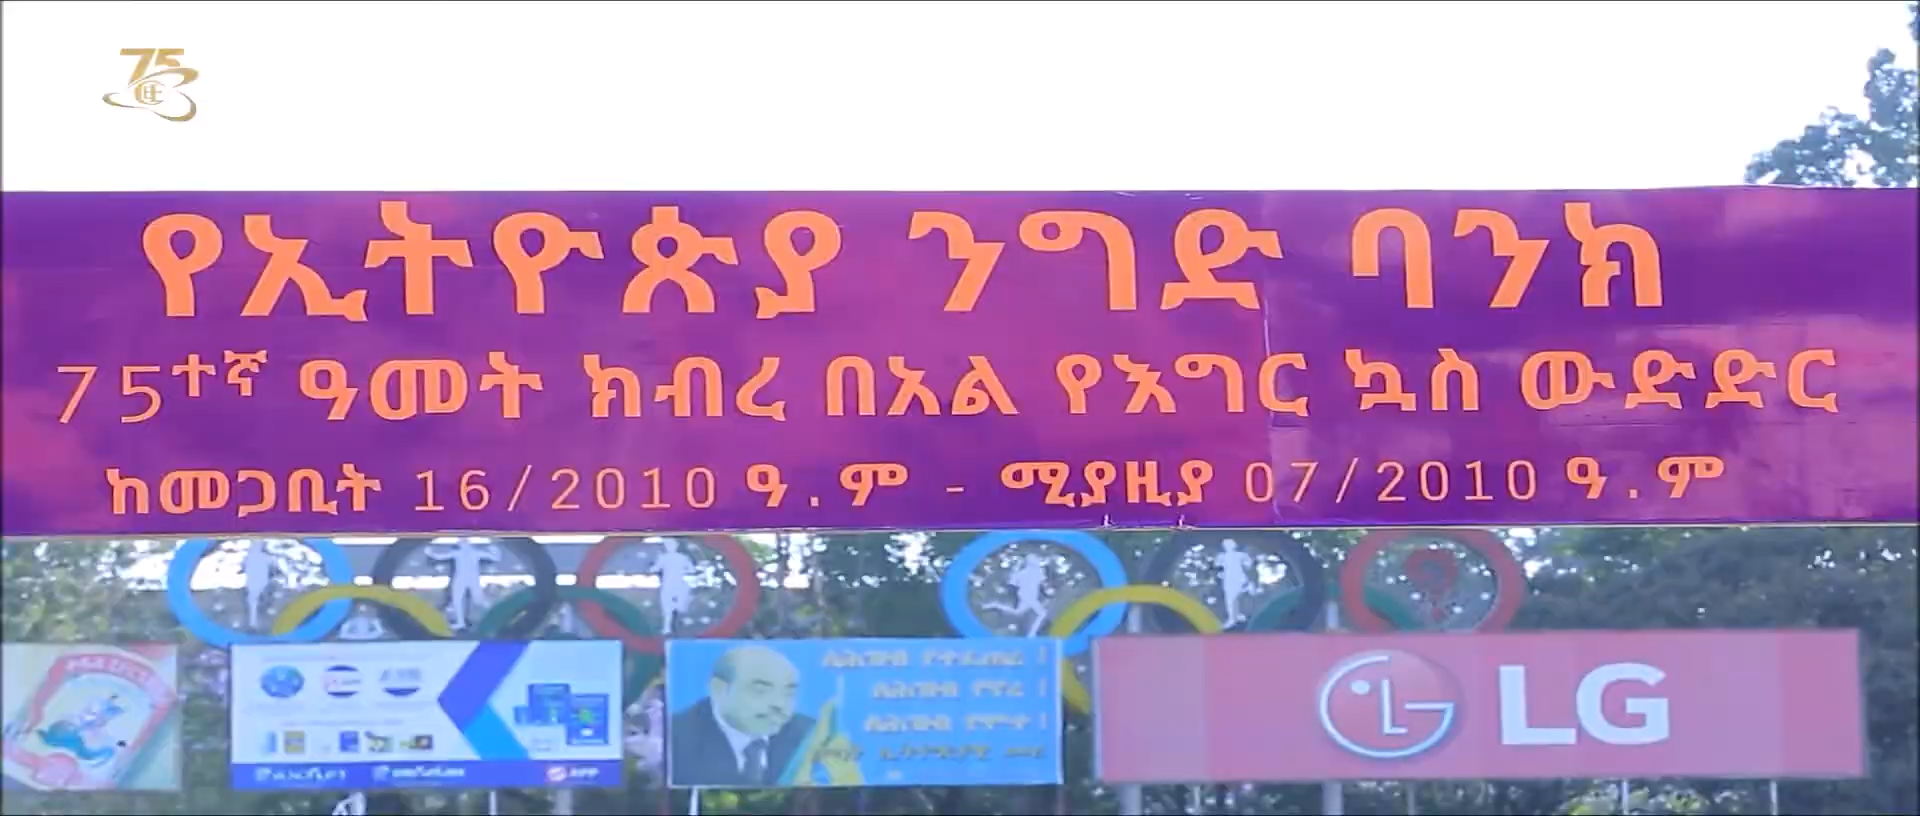 75
የኢትዮጵያ ንግድ ባንክ
75ተኛ ዓመት ክብረ በአል የእግር ኳስ ውድድር
ከመጋቢት 16/2010 ዓ.ም - ሚያዚያ 07/2010 ዓ.ም
LG